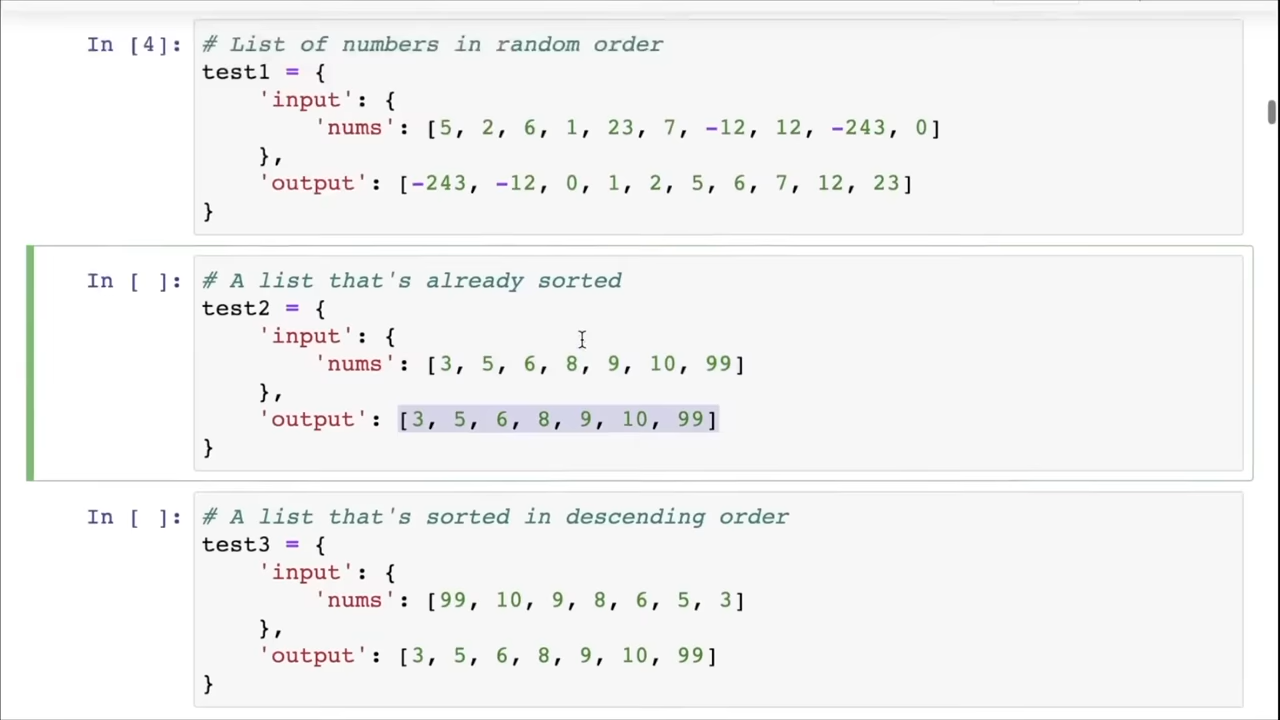 In [4]: # List of numbers in random order
test1 = {
    'input': {
        'nums': [5, 2, 6, 1, 23, 7, -12, 12, -243, 0]
    },
    'output': [-243, -12, 0, 1, 2, 5, 6, 7, 12, 23]
}
In [ ]: # A list that's already sorted
test2 = {
    'input': {
        'nums': [3, 5, 6, 8, 9, 10, 99]
    },
    'output': [3, 5, 6, 8, 9, 10, 99]
}
In [ ]: # A list that's sorted in descending order
test3 = {
    'input': {
        'nums': [99, 10, 9, 8, 6, 5, 3]
    },
    'output': [3, 5, 6, 8, 9, 10, 99]
}